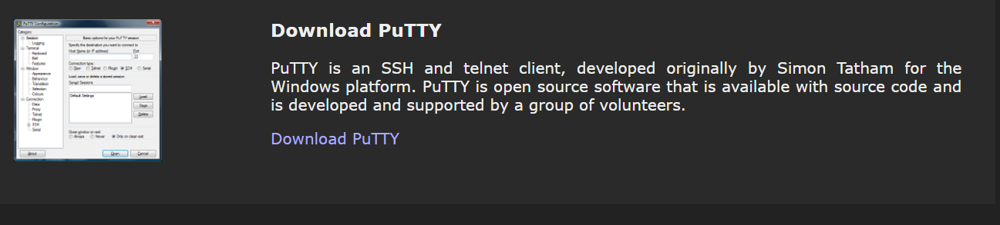 PuTTY Configuration
Category:
Session
Logging
Terminal
Keyboard
Bell
Features
Window
Appearance
Behaviour
Translation
Selection
Colours
Connection
Data
Proxy
Telnet
Rlogin
SSH
Serial
Basic options for your PuTTY session
Specify the destination you want to connect to
Host Name (or IP address) Port
22
Connection type:
Raw Telnet Rlogin SSH Serial
Load, save or delete a stored session
Saved Sessions
Default Settings
Load
Save
Delete
Close window on exit:
Always Never Only on clean exit
About Open Cancel
Download PuTTY
PuTTY is an SSH and telnet client, developed originally by Simon Tatham for the
Windows platform. PuTTY is open source software that is available with source code and
is developed and supported by a group of volunteers.
Download PuTTY